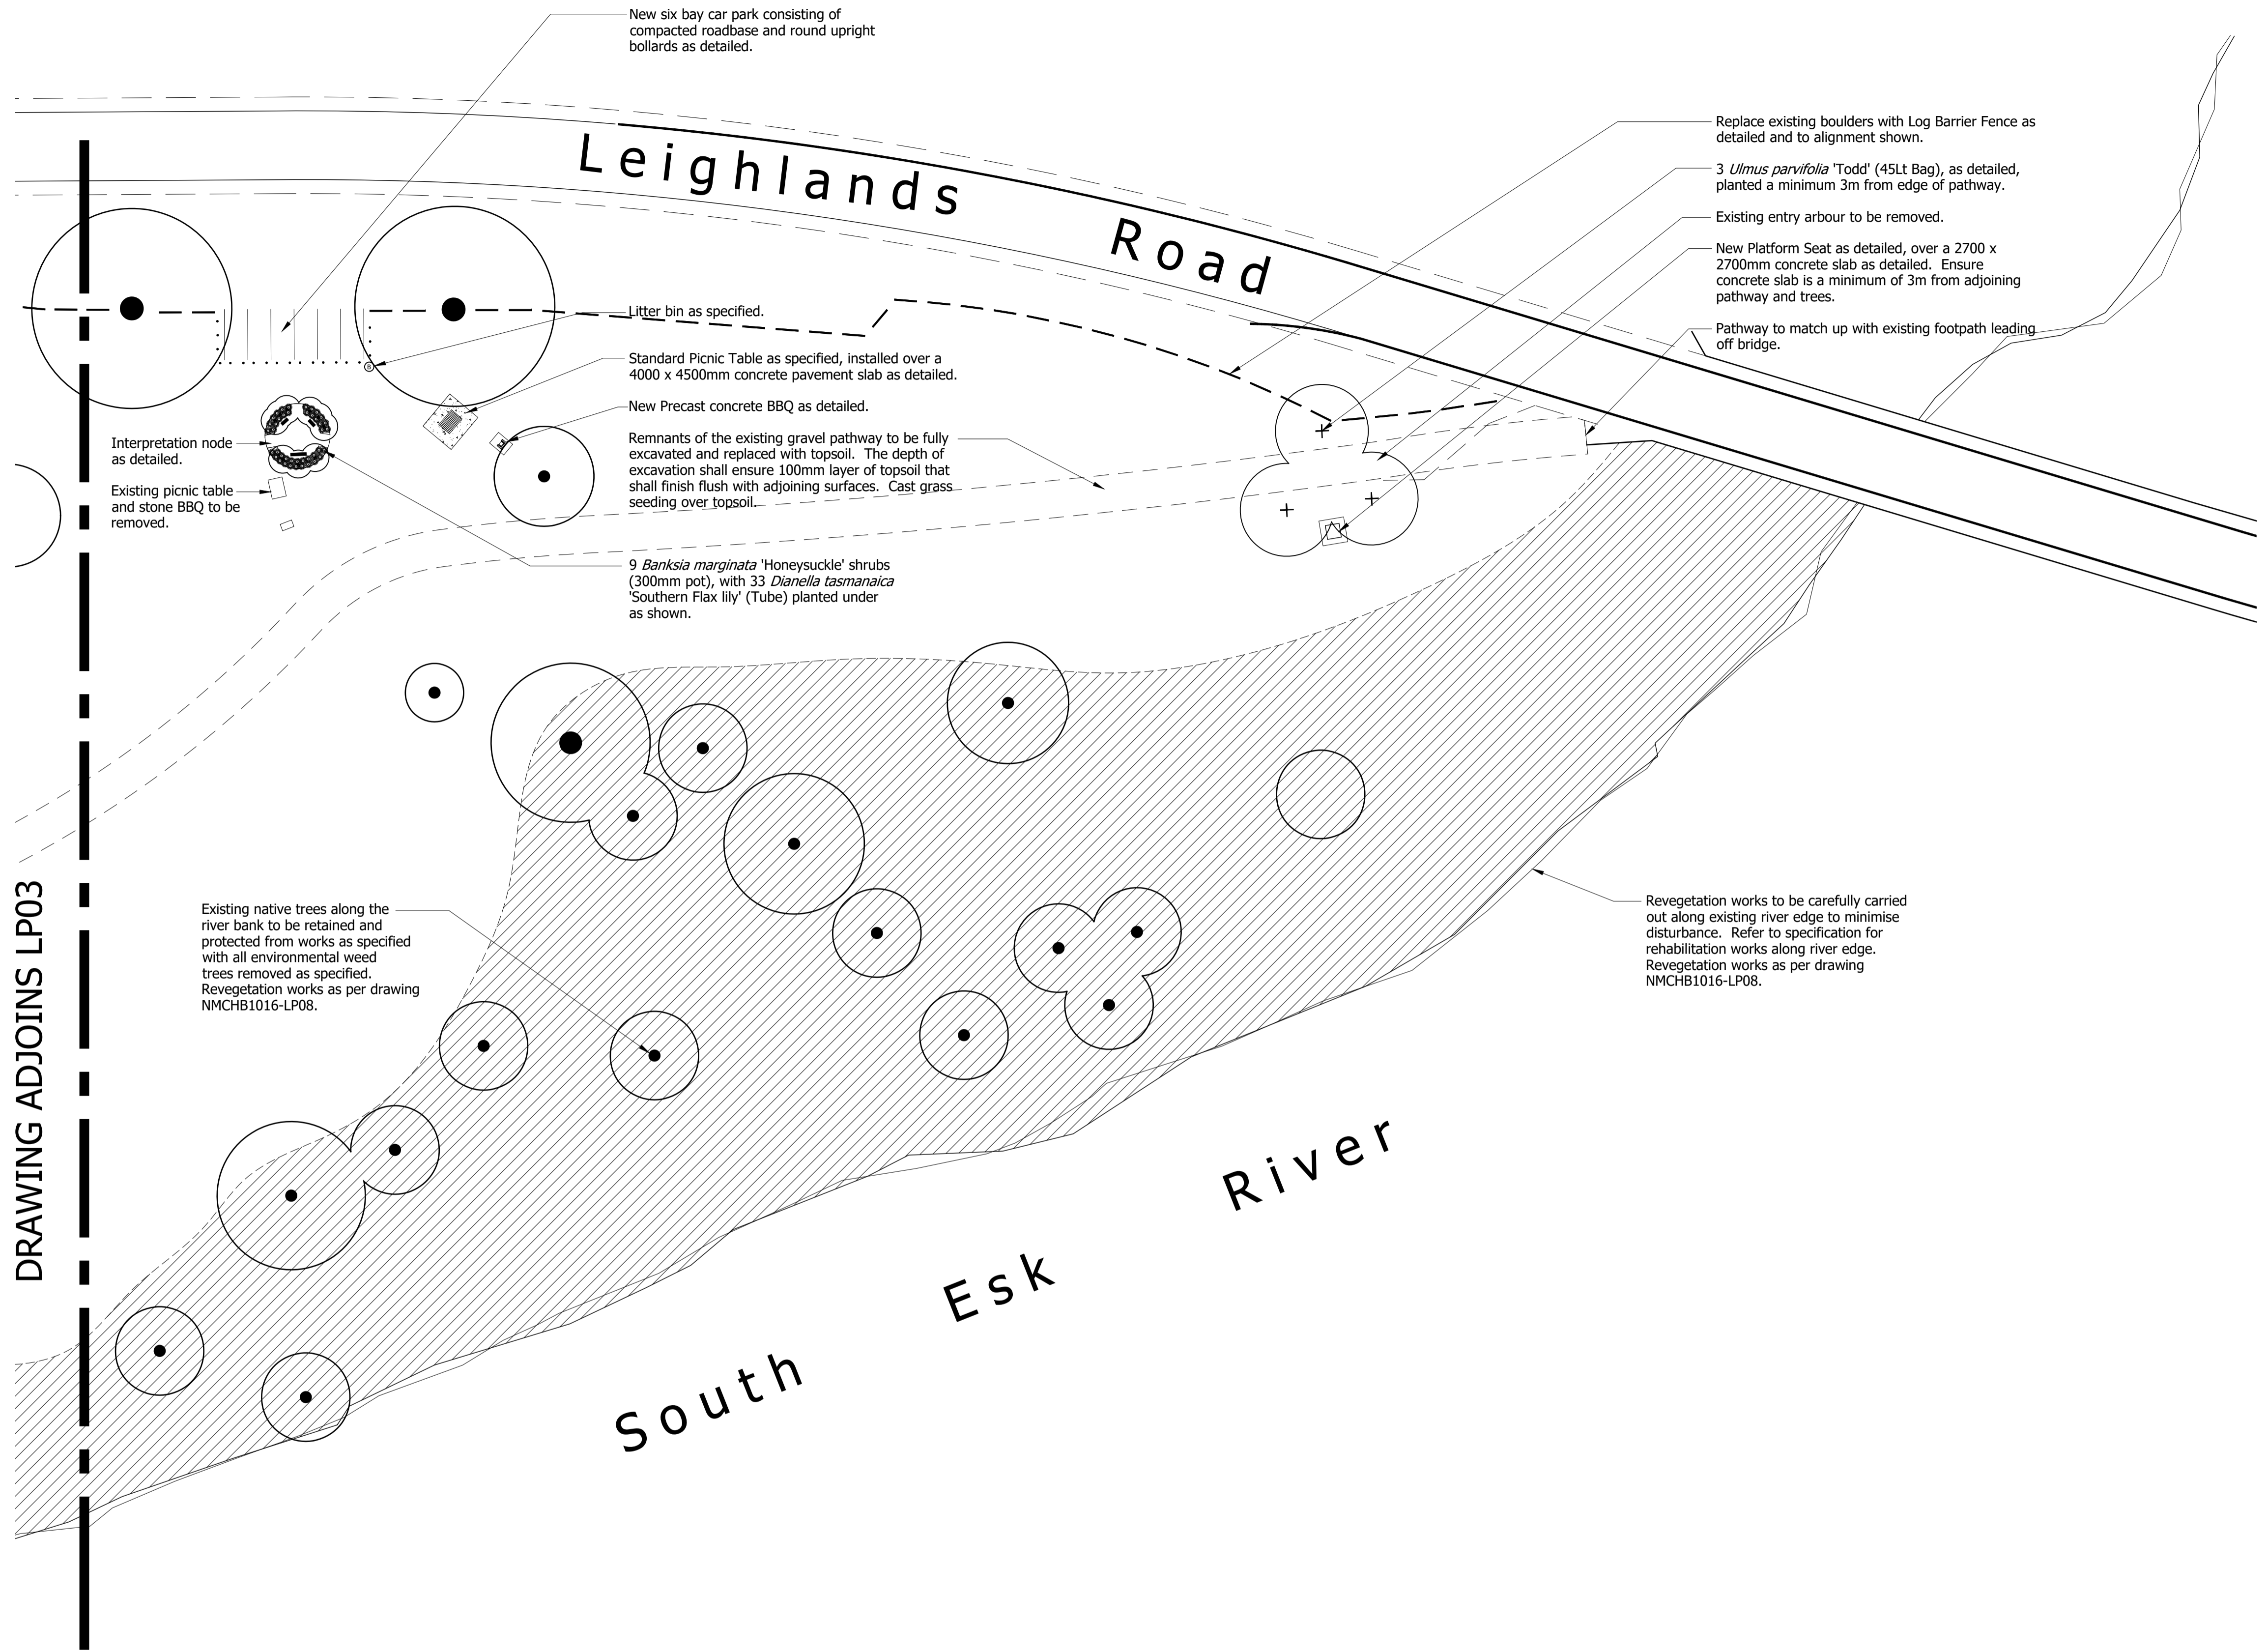 New six bay car park consisting of
compacted roadbase and round upright
bollards as detailed.
Leighlands Road
Replace existing boulders with Log Barrier Fence as
detailed and to alignment shown.
3 Ulmus parvifolia 'Todd' (45Lt Bag), as detailed,
planted a minimum 3m from edge of pathway.
Existing entry arbour to be removed.
New Platform Seat as detailed, over a 2700 x
2700mm concrete slab as detailed. Ensure
concrete slab is a minimum of 3m from adjoining
pathway and trees.
Pathway to match up with existing footpath leading
off bridge.
Litter bin as specified.
B
Standard Picnic Table as specified, installed over a
4000 x 4500mm concrete pavement slab as detailed.
New Precast concrete BBQ as detailed.
Remnants of the existing gravel pathway to be fully
excavated and replaced with topsoil. The depth of
excavation shall ensure 100mm layer of topsoil that
shall finish flush with adjoining surfaces. Cast grass
seeding over topsoil.
Interpretation node
as detailed.
Existing picnic table
and stone BBQ to be
removed.
9 Banksia marginata 'Honeysuckle' shrubs
(300mm pot), with 33 Dianella tasmanaica
'Southern Flax lily' (Tube) planted under
as shown.
DRAWING ADJOINS LP03
Existing native trees along the
river bank to be retained and
protected from works as specified
with all environmental weed
trees removed as specified.
Revegetation works as per drawing
NMCHB1016-LP08.
Revegetation works to be carefully carried
out along existing river edge to minimise
disturbance. Refer to specification for
rehabilitation works along river edge.
Revegetation works as per drawing
NMCHB1016-LP08.
South Esk River